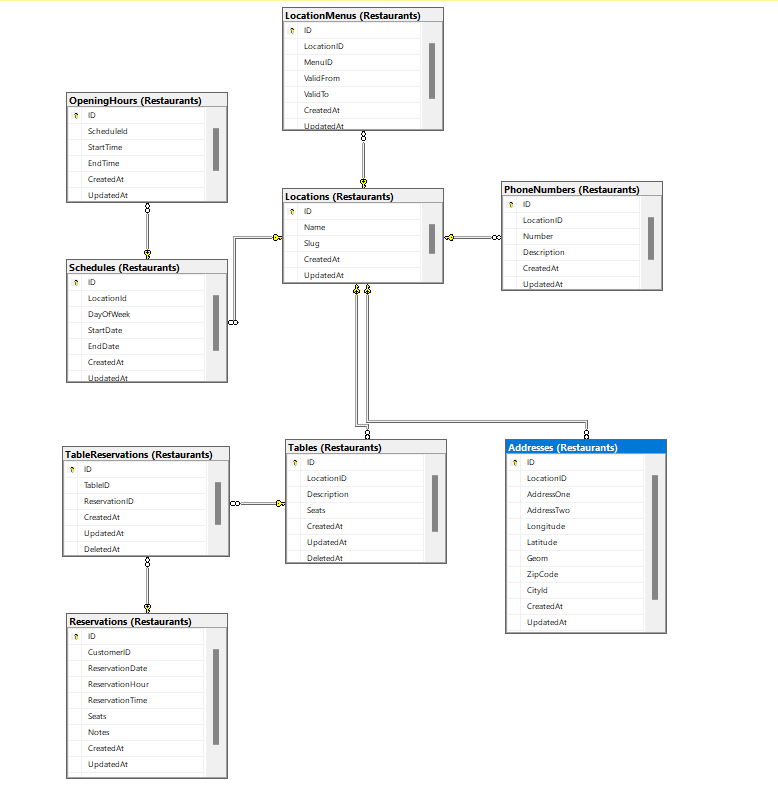 LocationMenus (Restaurants)
ID
LocationID
MenuID
ValidFrom
ValidTo
CreatedAt
UpdatedAt
OpeningHours (Restaurants)
ID
ScheduleId
StartTime
EndTime
CreatedAt
UpdatedAt
Locations (Restaurants)
ID
Name
Slug
CreatedAt
UpdatedAt
PhoneNumbers (Restaurants)
ID
LocationID
Number
Description
CreatedAt
UpdatedAt
Schedules (Restaurants)
ID
LocationId
DayOfWeek
StartDate
EndDate
CreatedAt
UpdatedAt
TableReservations (Restaurants)
ID
TableID
ReservationID
CreatedAt
UpdatedAt
DeletedAt
Tables (Restaurants)
ID
LocationID
Description
Seats
CreatedAt
UpdatedAt
DeletedAt
Addresses (Restaurants)
ID
LocationID
AddressOne
AddressTwo
Longitude
Latitude
Geom
ZipCode
CityId
CreatedAt
UpdatedAt
Reservations (Restaurants)
ID
CustomerID
ReservationDate
ReservationHour
ReservationTime
Seats
Notes
CreatedAt
UpdatedAt